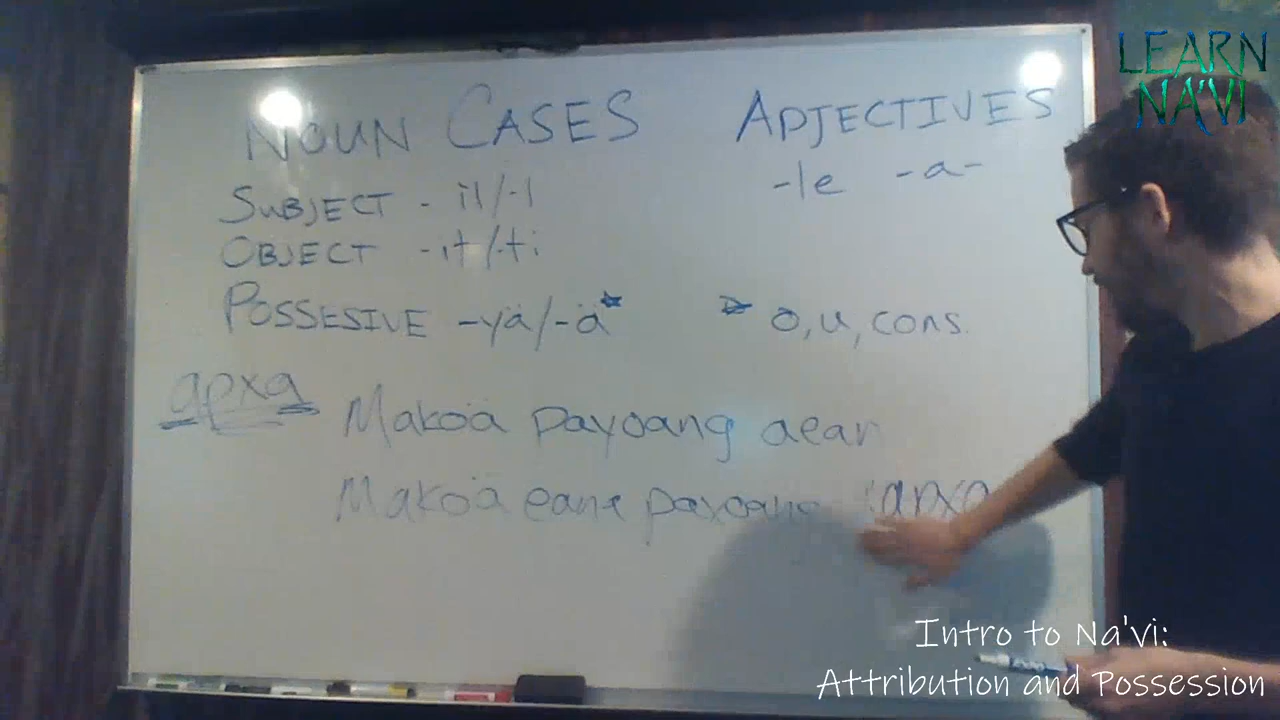 LEARN
NA'VI
NOUN CASES
ADJECTIVES
-le -a-
SUBJECT - il/-l
OBJECT -it/-ti
POSSESIVE -yä/-ä*
* o, u, cons.
apxa
Makoä payoang aean
Makoä eana payoang apxa
Intro to Na'vi:
Attribution and Possession